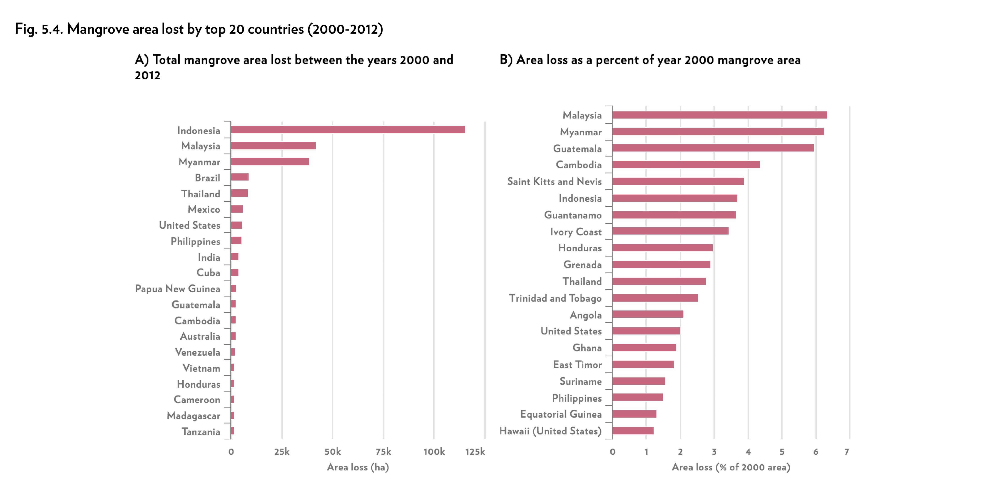 Fig. 5.4. Mangrove area lost by top 20 countries (2000-2012)
A) Total mangrove area lost between the years 2000 and
2012
Indonesia
Malaysia
Myanmar
Brazil
Thailand
Mexico
United States
Philippines
India
Cuba
Papua New Guinea
Guatemala
Cambodia
Australia
Venezuela
Vietnam
Honduras
Cameroon
Madagascar
Tanzania
0 25k 50k 75k 100k 125k
Area loss (ha)
B) Area loss as a percent of year 2000 mangrove area
Malaysia
Myanmar
Guatemala
Cambodia
Saint Kitts and Nevis
Indonesia
Guantanamo
Ivory Coast
Honduras
Grenada
Thailand
Trinidad and Tobago
Angola
United States
Ghana
East Timor
Suriname
Philippines
Equatorial Guinea
Hawaii (United States)
0 1 2 3 4 5 6 7
Area loss (% of 2000 area)